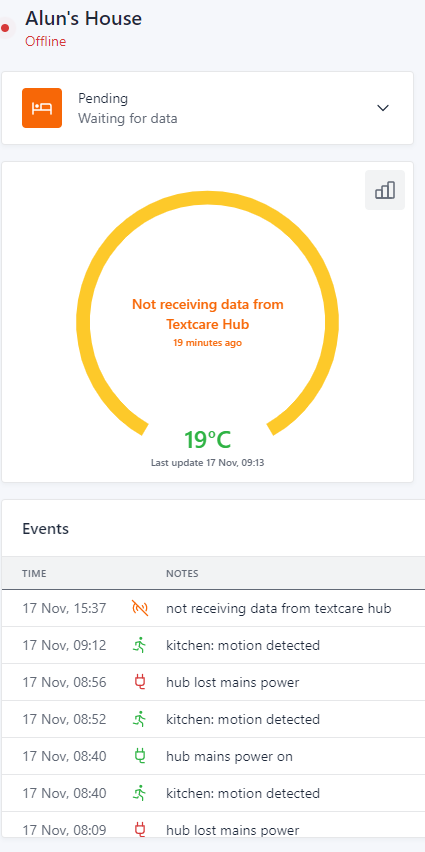 Alun's House
Offline
Pending
Waiting for data
Not receiving data from
Textcare Hub
19 minutes ago
19°C
Last update 17 Nov, 09:13
Events
TIME NOTES
17 Nov, 15:37 not receiving data from textcare hub
17 Nov, 09:12 kitchen: motion detected
17 Nov, 08:56 hub lost mains power
17 Nov, 08:52 kitchen: motion detected
17 Nov, 08:40 hub mains power on
17 Nov, 08:40 kitchen: motion detected
17 Nov, 08:09 hub lost mains power